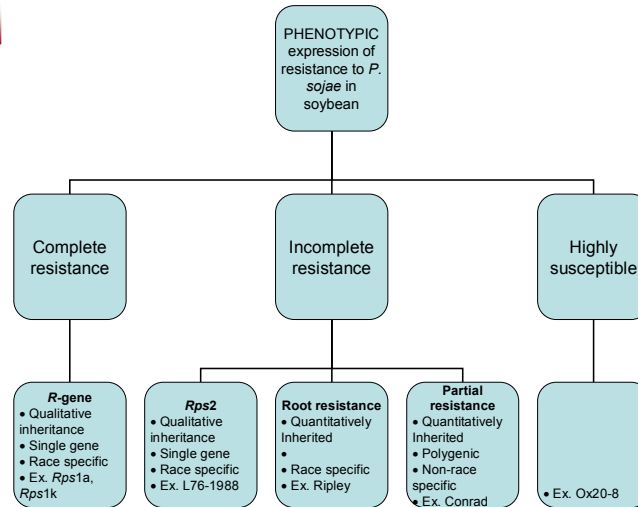 PHENOTYPIC
expression of
resistance to P.
sojae in
soybean
Complete
resistance
Incomplete
resistance
Highly
susceptible
R-gene
• Qualitative
inheritance
• Single gene
• Race specific
• Ex. Rps1a,
Rps1k
Rps2
• Qualitative
inheritance
• Single gene
• Race specific
• Ex. L76-1988
Root resistance
• Quantitatively
Inherited
•
• Race specific
• Ex. Ripley
Partial
resistance
• Quantitatively
Inherited
• Polygenic
• Non-race
specific
• Ex. Conrad
• Ex. Ox20-8